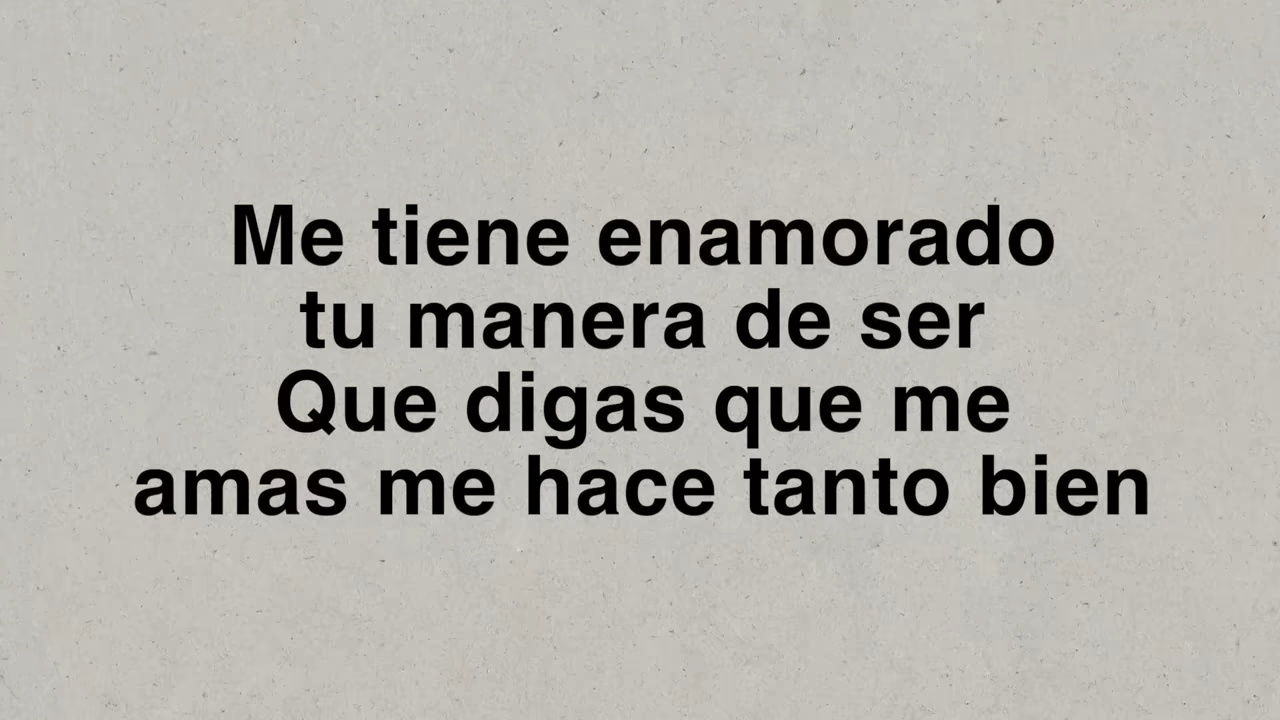 Me tiene enamorado
tu manera de ser
Que digas que me
amas me hace tanto bien